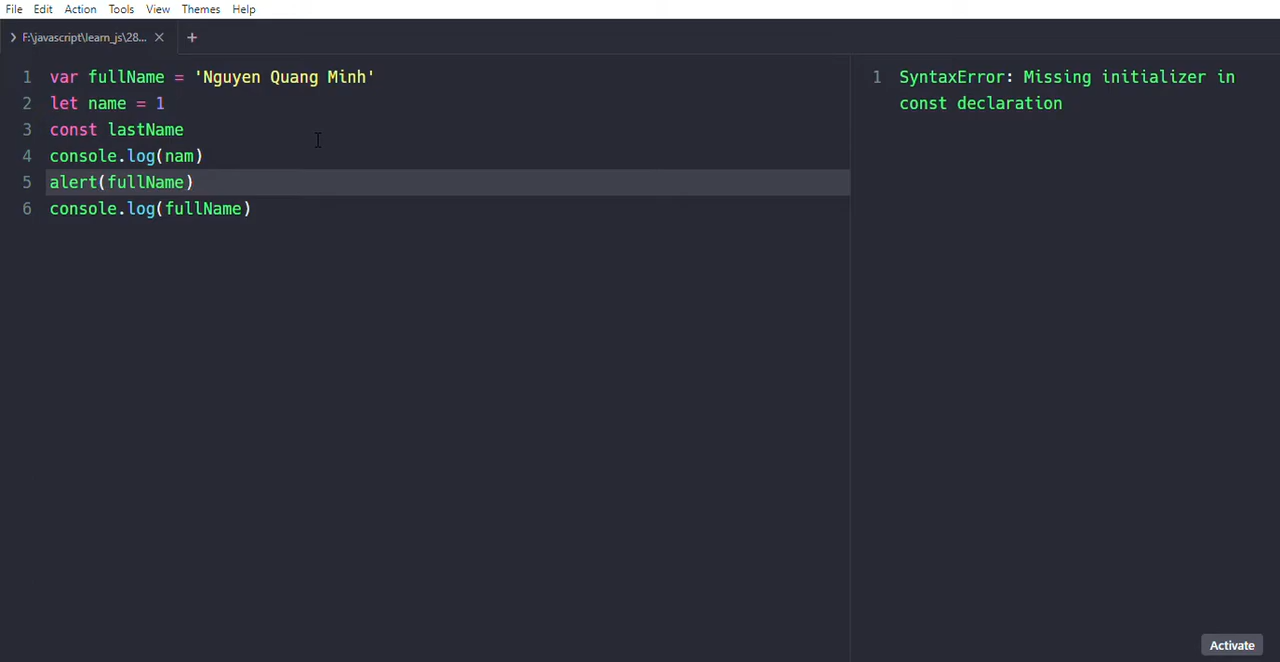 File Edit Action Tools View Themes Help
F:\javascript\learn_js\28...
1 var fullName = 'Nguyen Quang Minh'
2 let name = 1
3 const lastName
4 console.log(nam)
5 alert(fullName)
6 console.log(fullName)
1 SyntaxError: Missing initializer in
const declaration
Activate